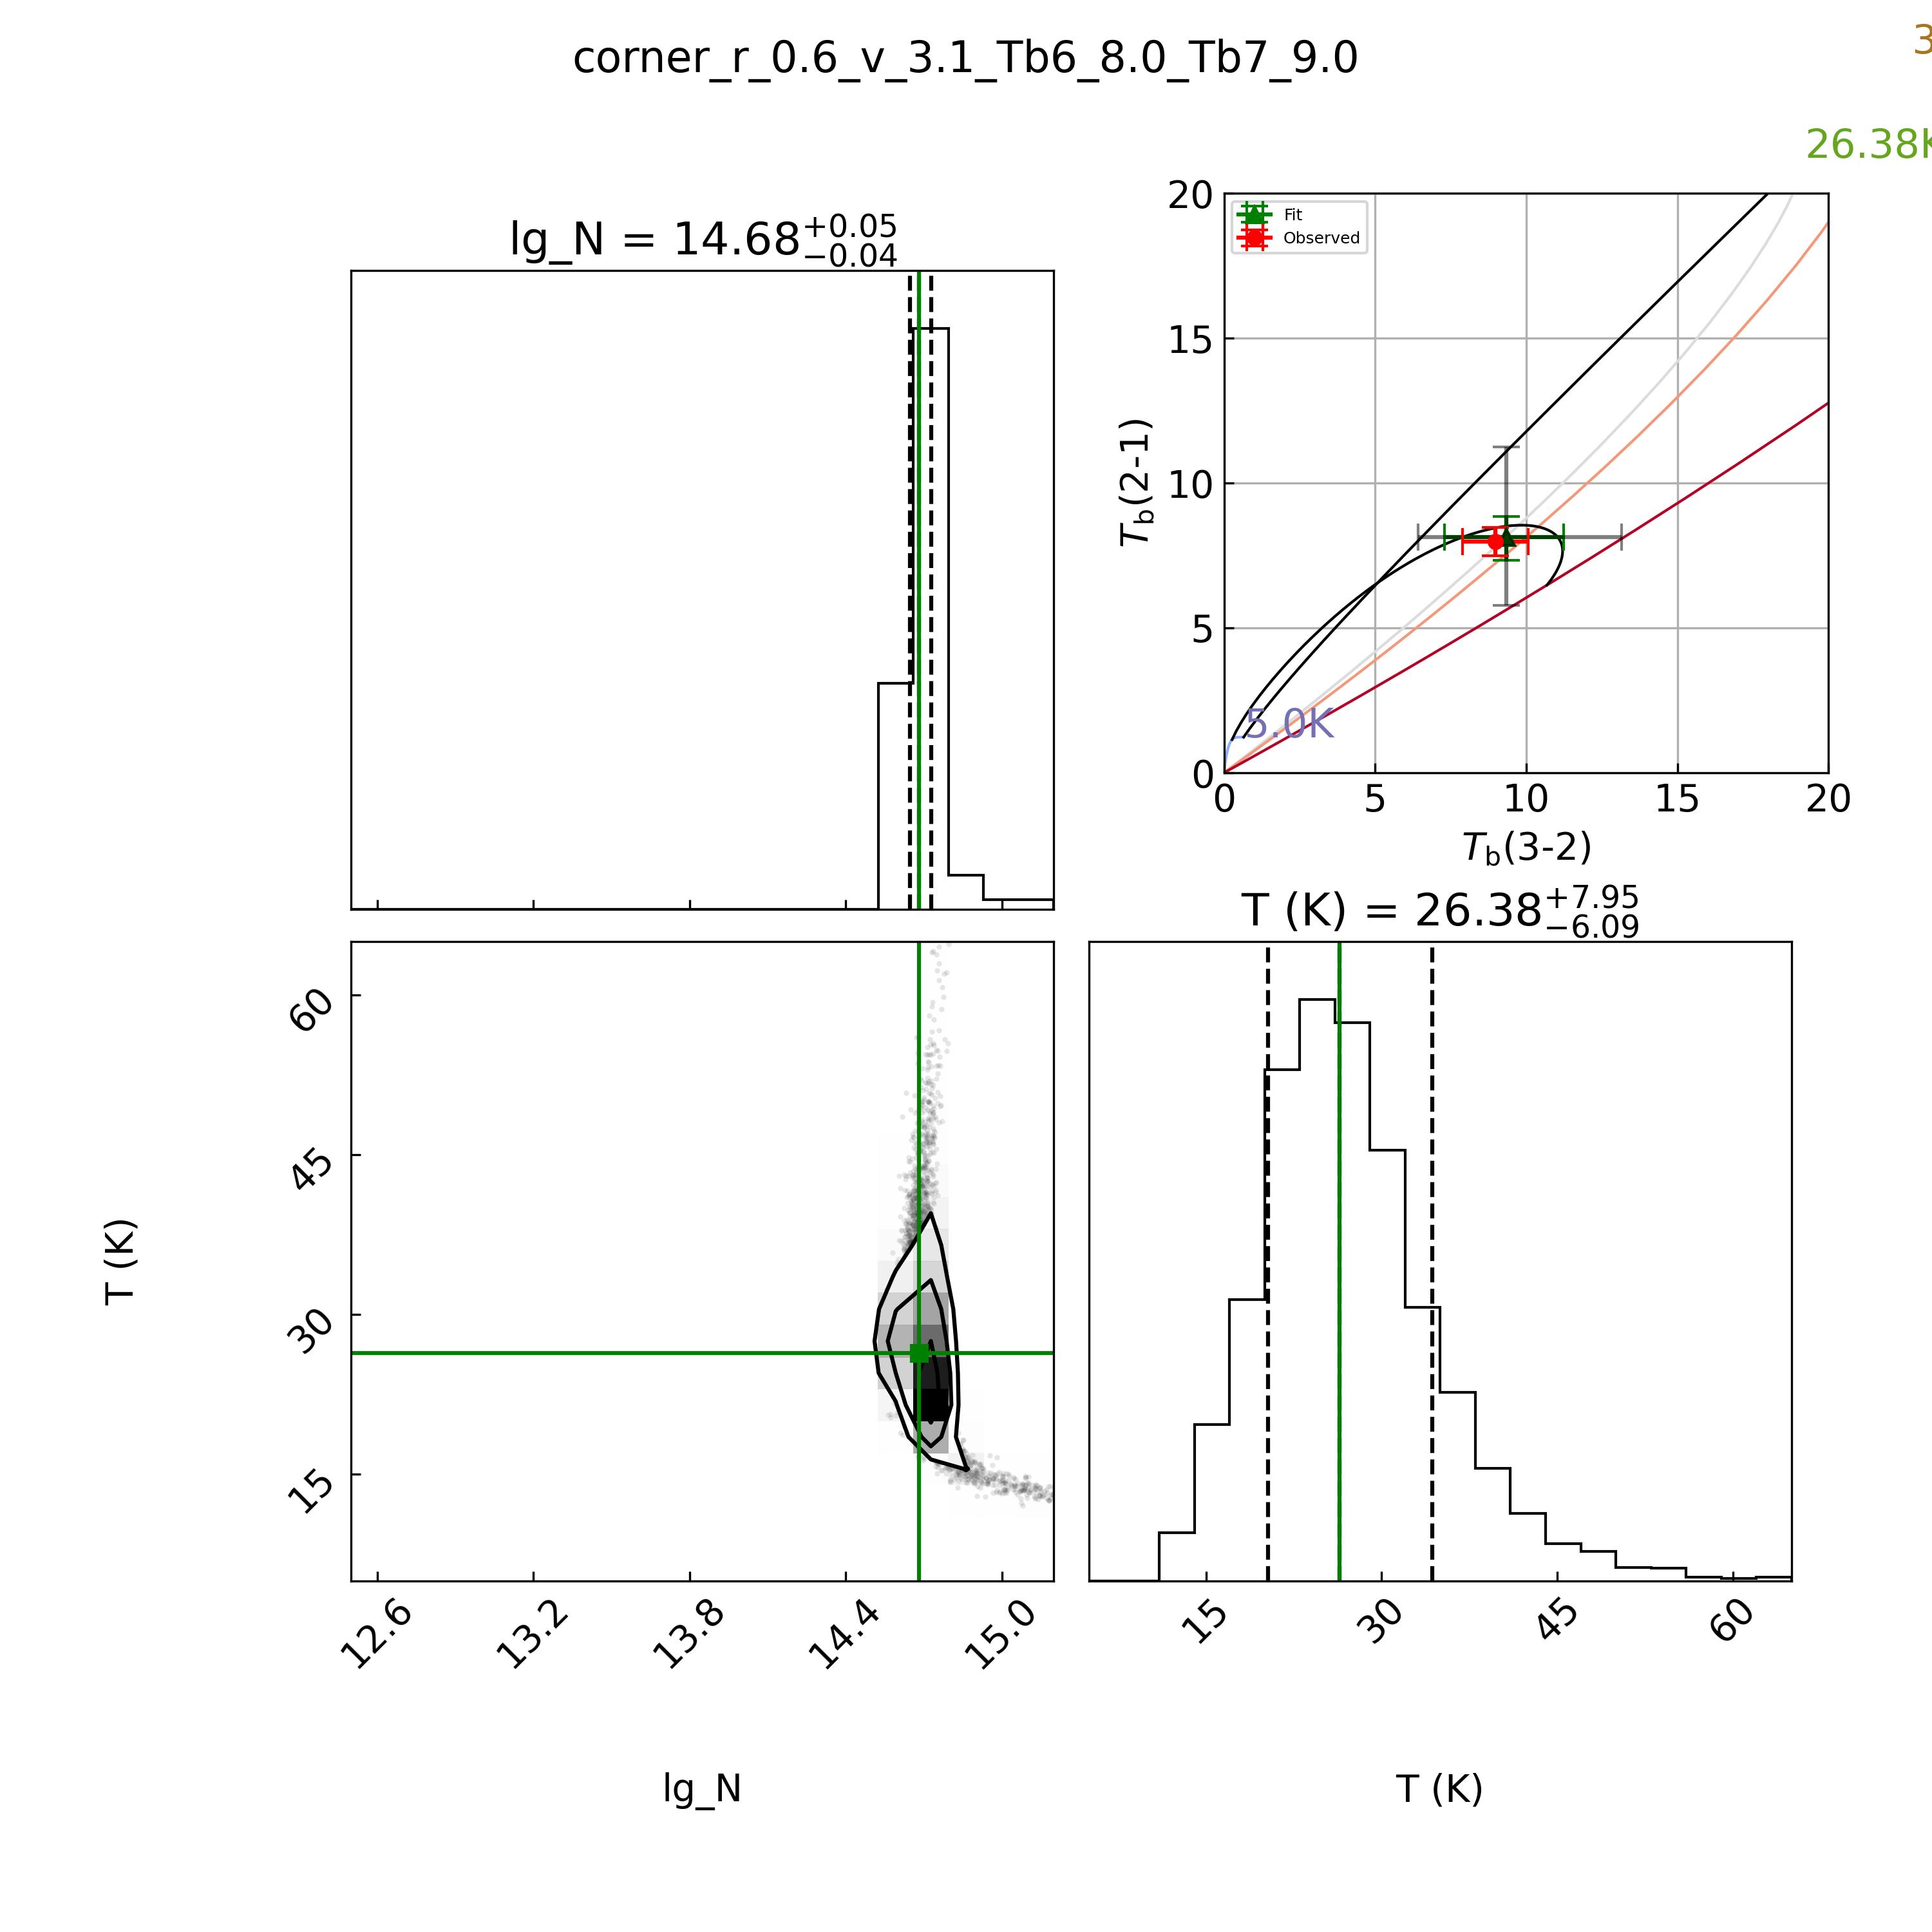 corner_r_0.6_v_3.1_Tb6_8.0_Tb7_9.0
3
26.38K
lg_N = 14.68 +0.05 −0.04
Fit
Observed
20
15
10
5
0
T_b(2-1)
5.0K
0 5 10 15 20
T_b(3-2)
T (K) = 26.38 +7.95 −6.09
60
45
30
15
T (K)
12.6 13.2 13.8 14.4 15.0
lg_N
15 30 45 60
T (K)